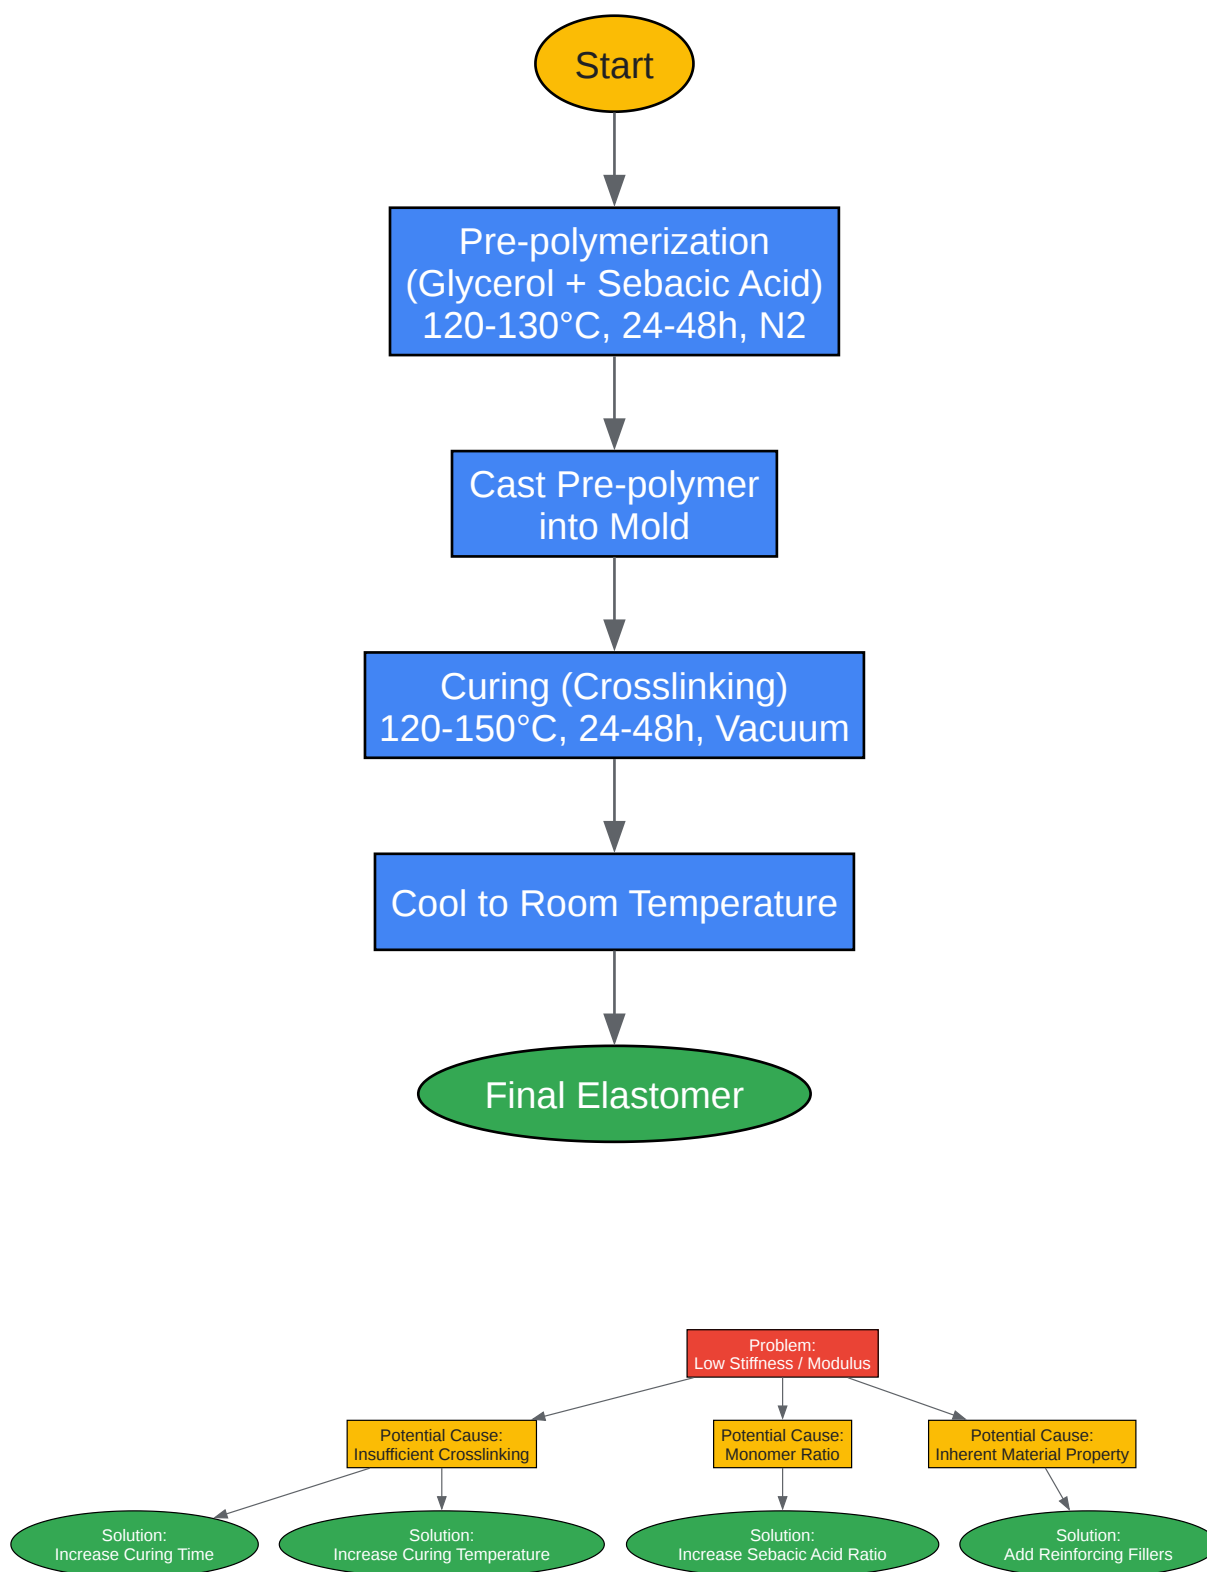 Start
Pre-polymerization
(Glycerol + Sebacic Acid)
120-130°C, 24-48h, N2
Cast Pre-polymer
into Mold
Curing (Crosslinking)
120-150°C, 24-48h, Vacuum
Cool to Room Temperature
Final Elastomer
Problem:
Low Stiffness / Modulus
Potential Cause:
Insufficient Crosslinking
Potential Cause:
Monomer Ratio
Potential Cause:
Inherent Material Property
Solution:
Increase Curing Time
Solution:
Increase Curing Temperature
Solution:
Increase Sebacic Acid Ratio
Solution:
Add Reinforcing Fillers